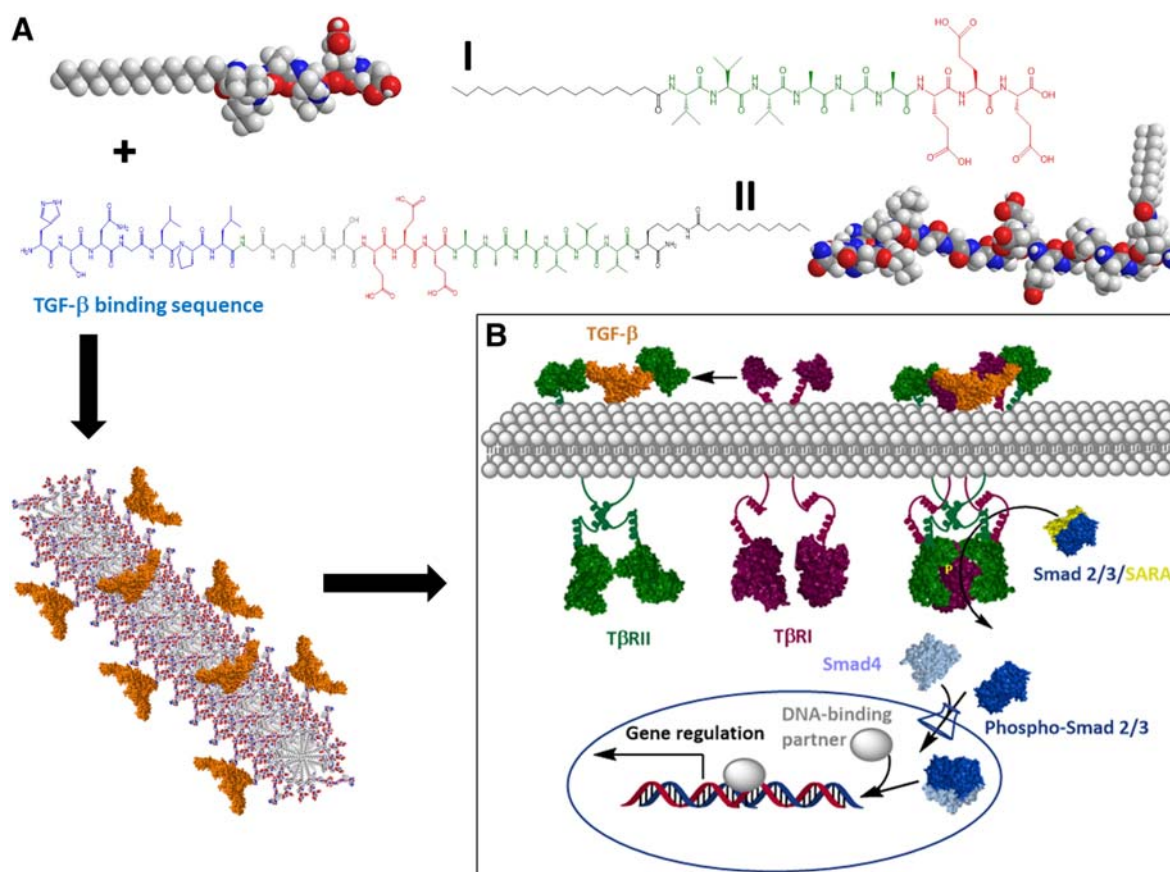 A
I
+
II
TGF-β binding sequence
B
TGF-β
P
Smad 2/3/SARA
TβRII
TβRI
Smad4
Phospho-Smad 2/3
DNA-binding
partner
Gene regulation